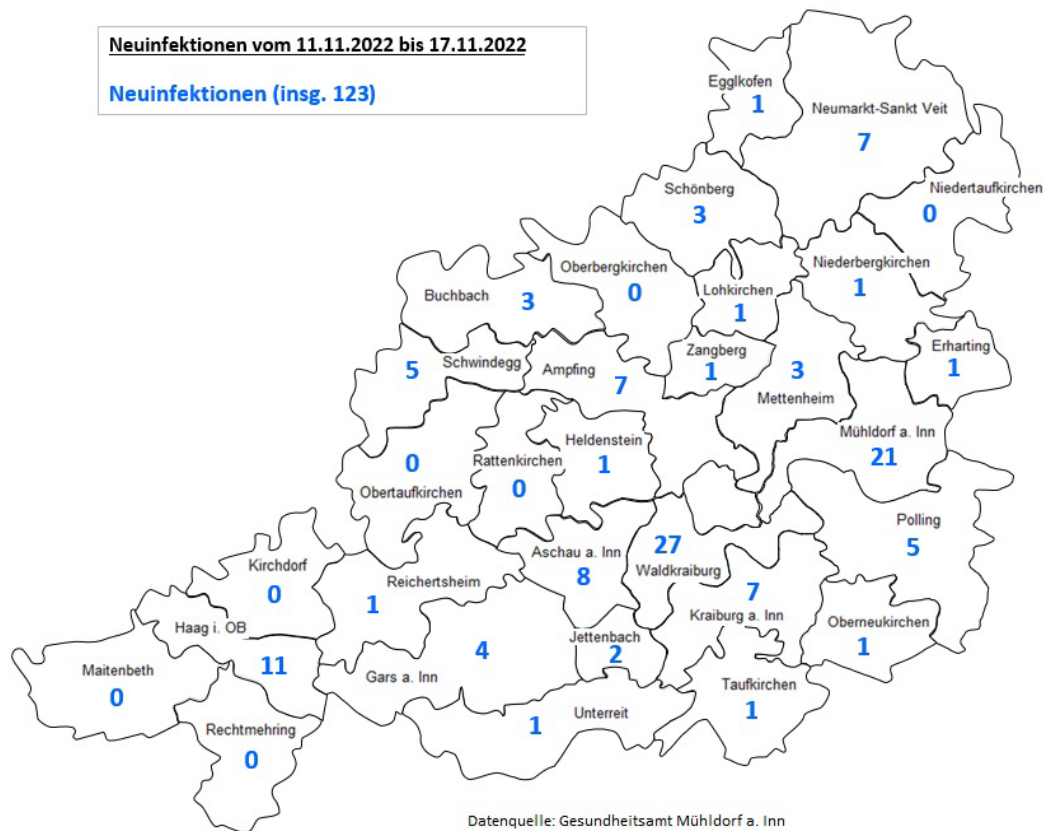 Neuinfektionen vom 11.11.2022 bis 17.11.2022
Neuinfektionen (insg. 123)
Egglkofen
1
Neumarkt-Sankt Veit
7
Schönberg
3
Niedertaufkirchen
0
Oberbergkirchen
0
Niederbergkirchen
1
Lohkirchen
1
Buchbach
3
Zangberg
1
Erharting
1
Schwindegg
5
Ampfing
7
3
Mettenheim
Mühldorf a. Inn
21
Heldenstein
1
0
Obertaufkirchen
Rattenkirchen
0
Polling
5
Aschau a. Inn
8
27
Waldkraiburg
Kirchdorf
0
Reichertsheim
1
7
Kraiburg a. Inn
Haag i. OB
11
Oberneukirchen
1
Jettenbach
2
4
Gars a. Inn
Maitenbeth
0
Taufkirchen
1
Unterreit
1
Rechtmehring
0
Datenquelle: Gesundheitsamt Mühldorf a. Inn